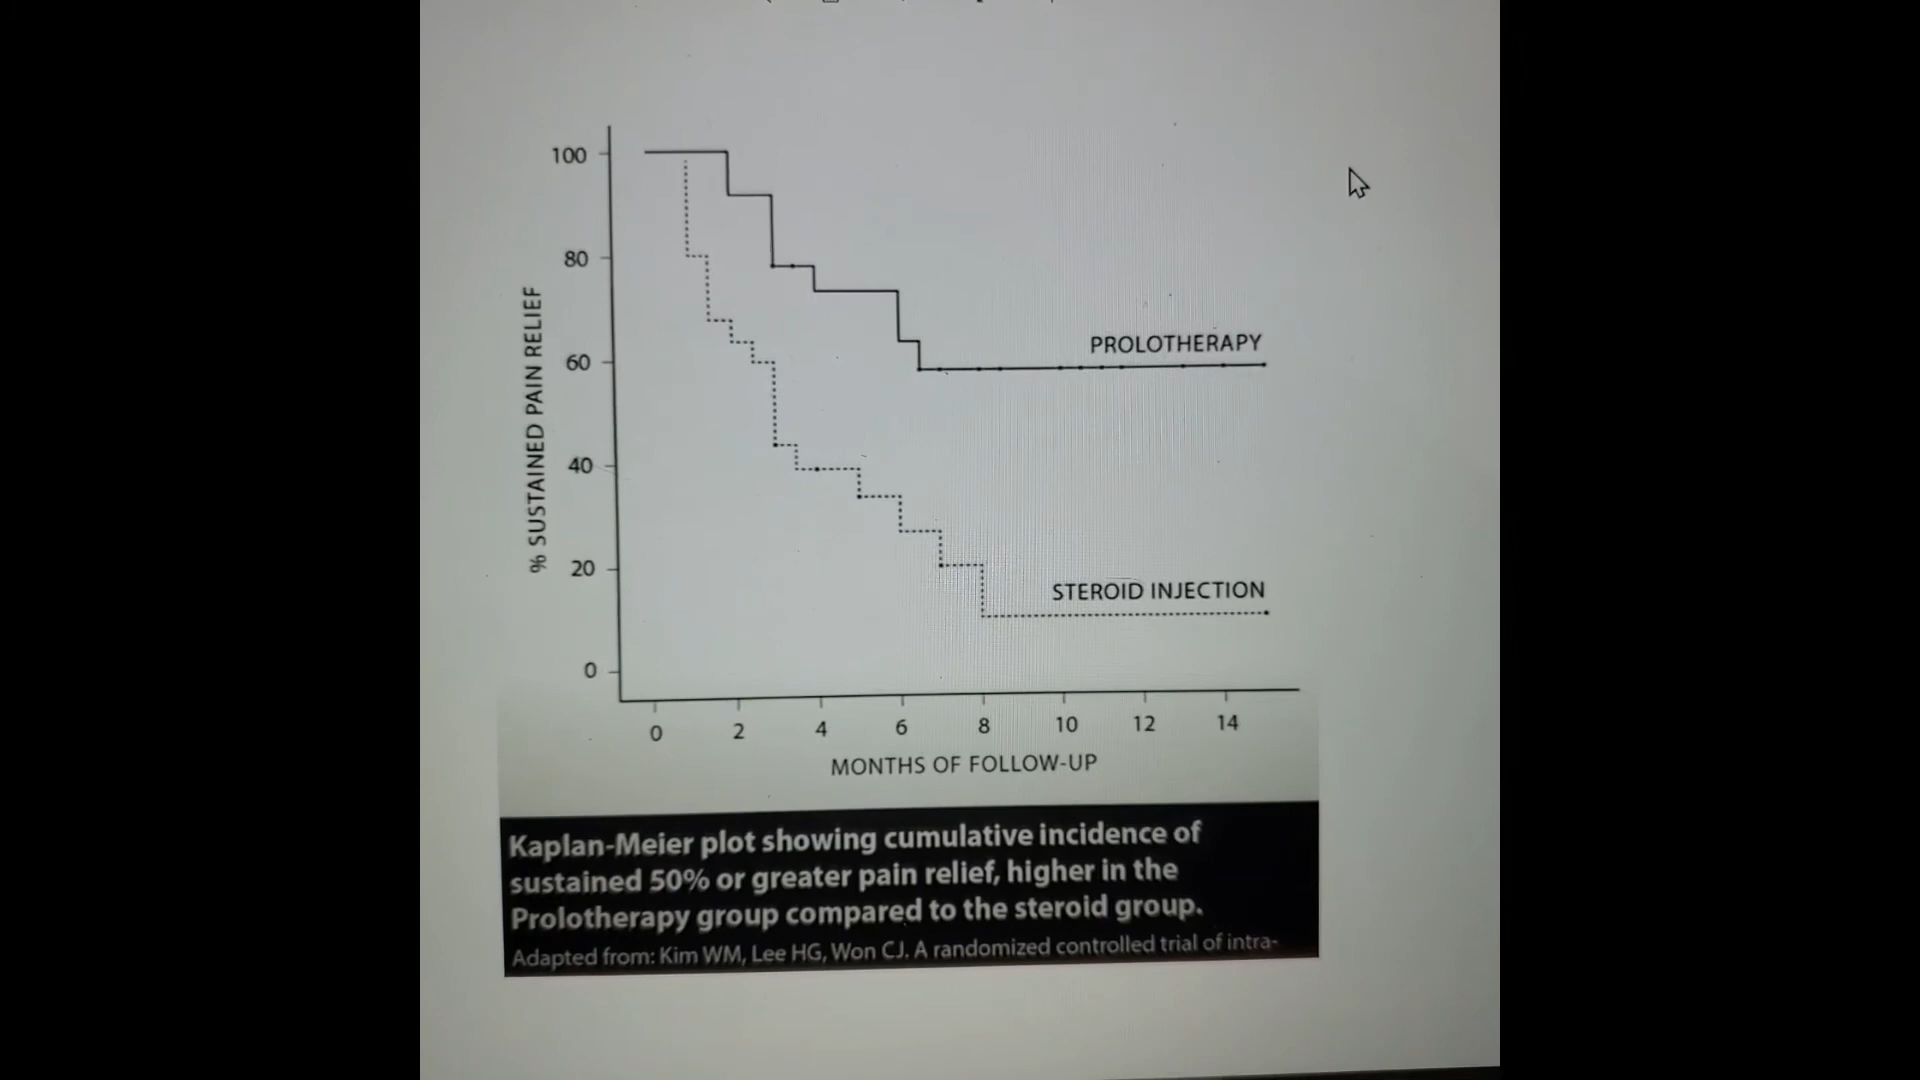 100
80
60
40
20
0
% SUSTAINED PAIN RELIEF
PROLOTHERAPY
STEROID INJECTION
0 2 4 6 8 10 12 14
MONTHS OF FOLLOW-UP
Kaplan-Meier plot showing cumulative incidence of
sustained 50% or greater pain relief, higher in the
Prolotherapy group compared to the steroid group.
Adapted from: Kim WM, Lee HG, Won CJ. A randomized controlled trial of intra-